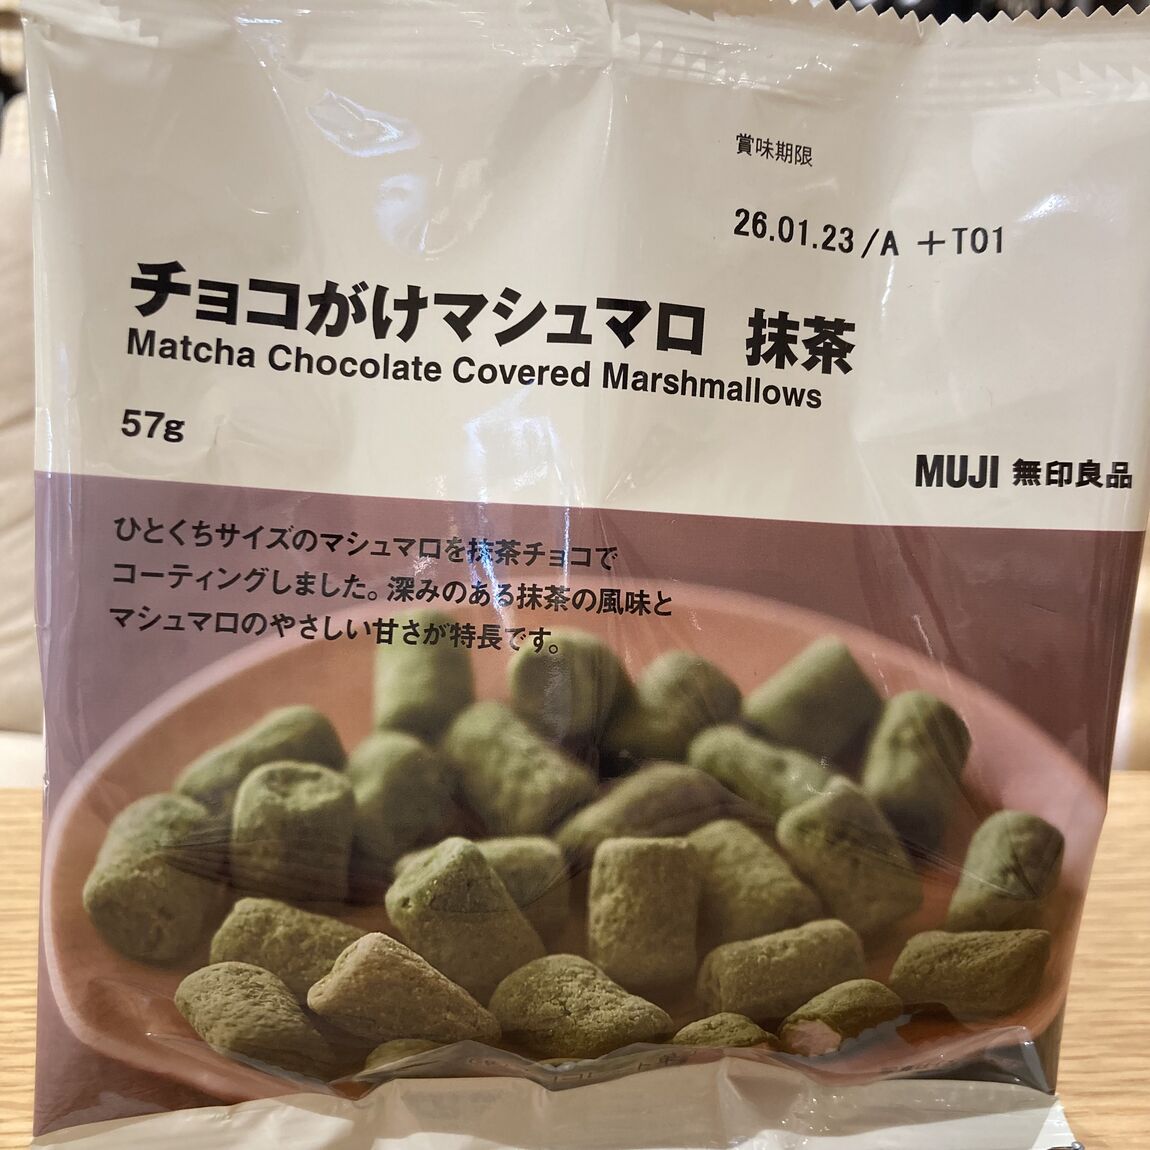 賞味期限
26.01.23/A +T01
チョコがけマシュマロ 抹茶
Matcha Chocolate Covered Marshmallows
57g
MUJI 無印良品
ひとくちサイズのマシュマロを抹茶チョコで
コーティングしました。深みのある抹茶の風味と
マシュマロのやさしい甘さが特長です。